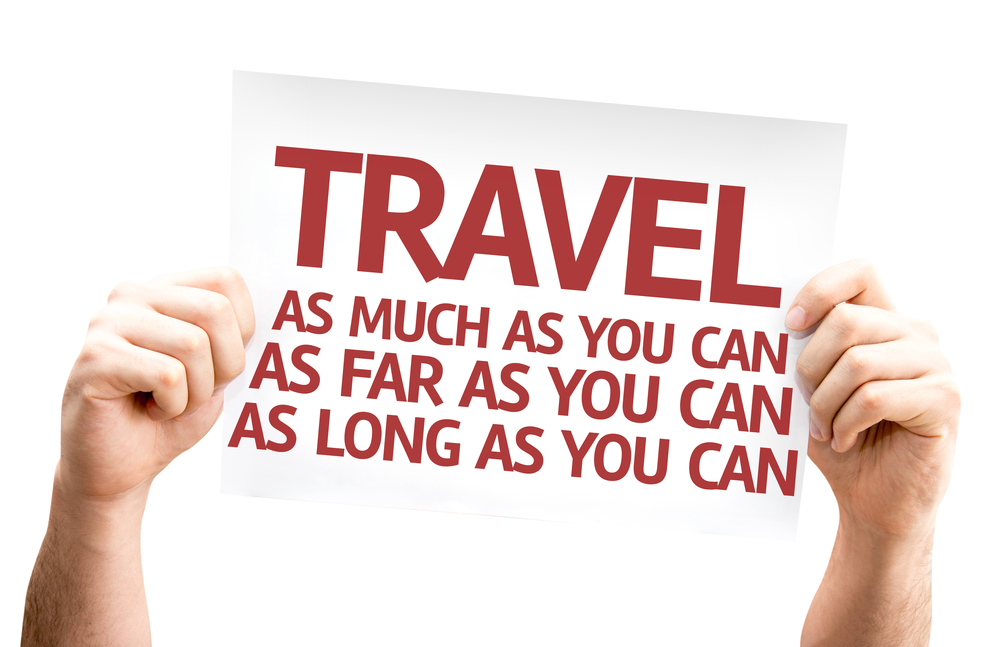 TRAVEL
AS MUCH AS YOU CAN
AS FAR AS YOU CAN
AS LONG AS YOU CAN